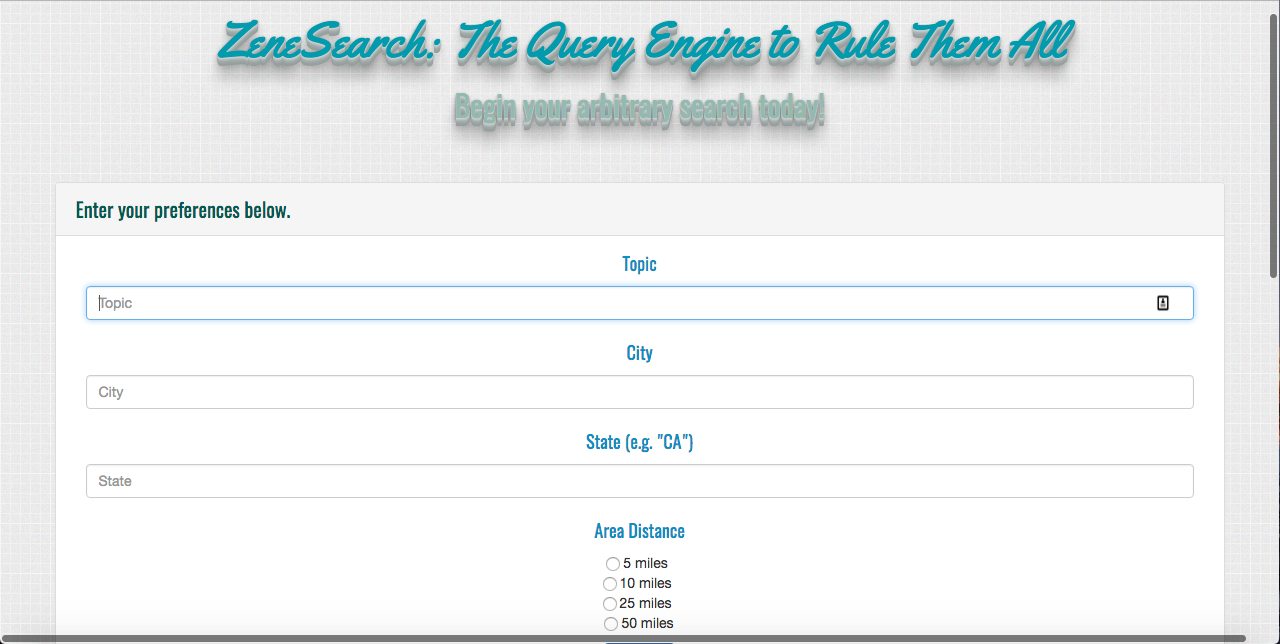 ZeneSearch: The Query Engine to Rule Them All
Begin your arbitrary search today!
Enter your preferences below.
Topic
Topic
City
City
State (e.g. "CA")
State
Area Distance
5 miles
10 miles
25 miles
50 miles